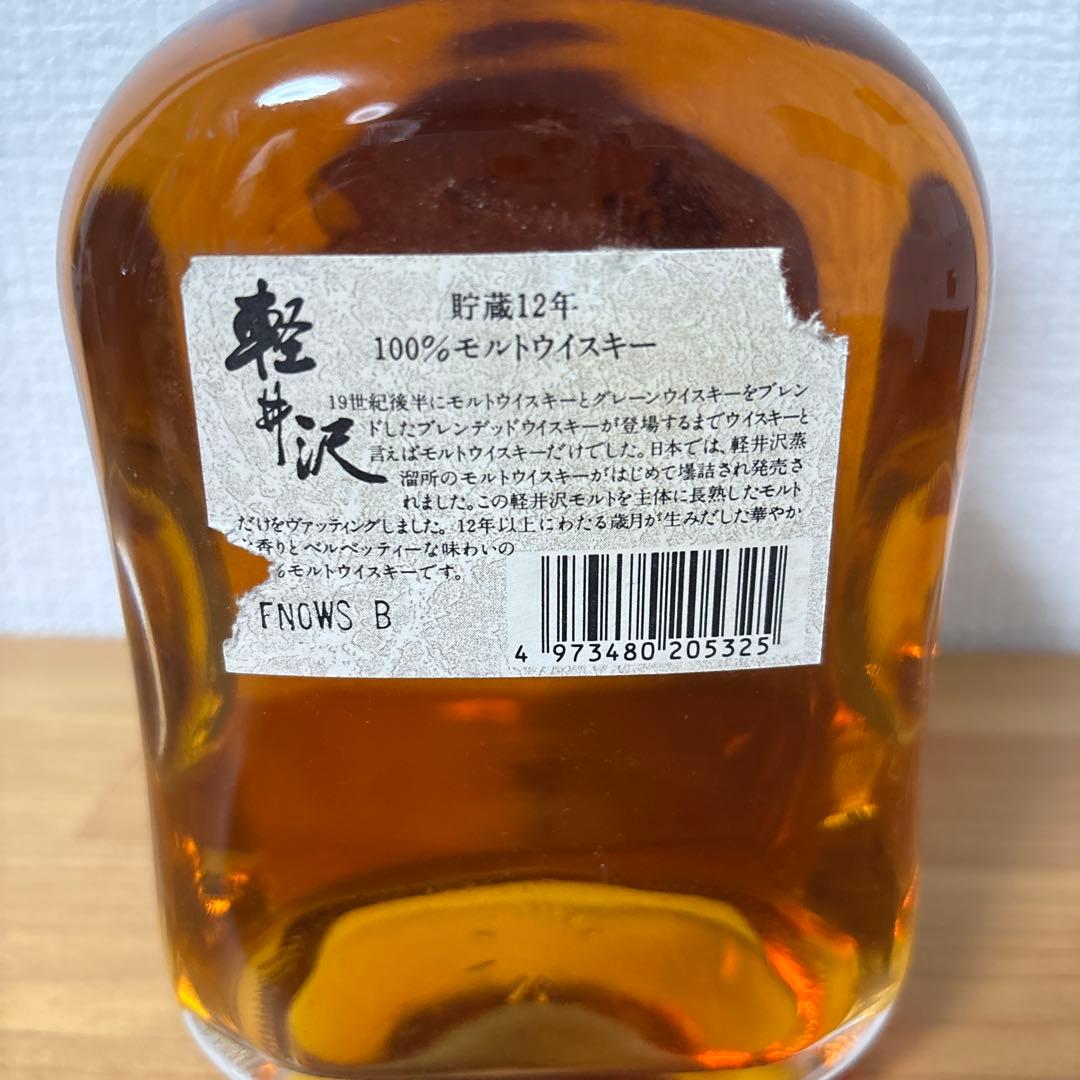 軽井沢
貯蔵12年
100%モルトウイスキー
19世紀後半にモルトウイスキーとグレーンウイスキーをブレン
ドしたブレンデッドウイスキーが登場するまでウイスキーと
言えばモルトウイスキーだけでした。日本では、軽井沢蒸
溜所のモルトウイスキーがはじめて壜詰され発売さ
れました。この軽井沢モルトを主体に長熟したモルト
だけをヴァッティングしました。12年以上にわたる歳月が生みだした華やか
香りとベルベッティーな味わいの
%モルトウイスキーです。
FNOWS B
4 973480 205325